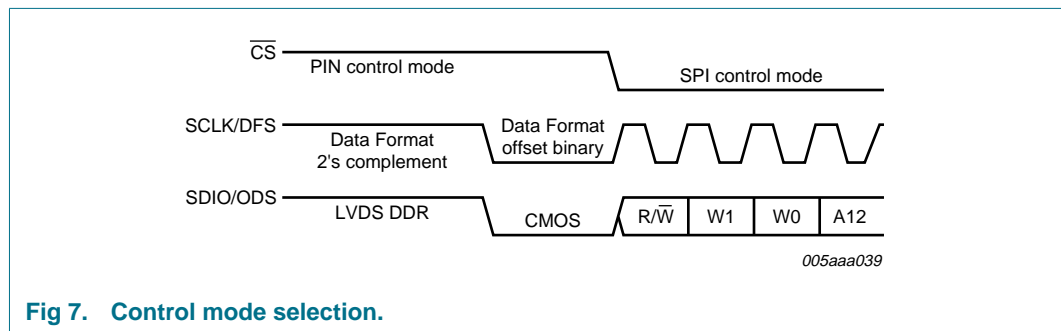 CS
PIN control mode
SPI control mode
SCLK/DFS
Data Format
2's complement
Data Format
offset binary
SDIO/ODS
LVDS DDR
CMOS
R/W
W1
W0
A12
005aaa039
Fig 7. Control mode selection.